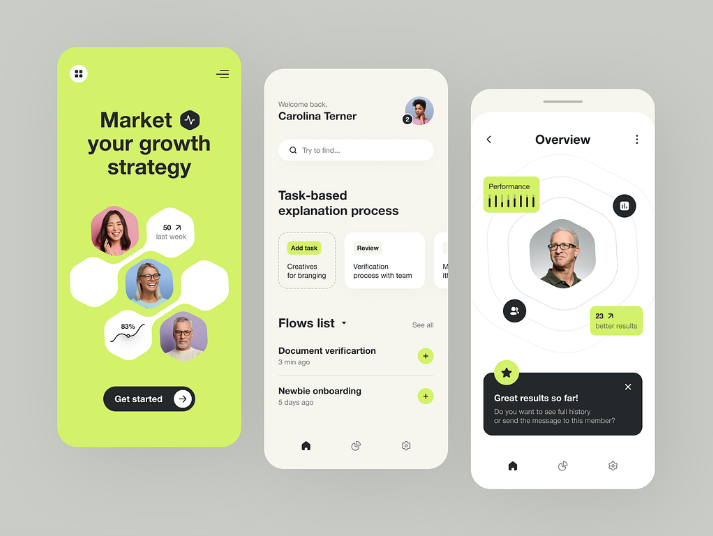 Market
your growth
strategy
50
last week
83%
Get started
Welcome back,
Carolina Terner
2
Try to find...
Task-based
explanation process
Add task
Creatives
for branging
Review
Verification
process with team
Flows list
See all
Document verificartion
3 min ago
Newbie onboarding
5 days ago
Overview
Performance
23
better results
Great results so far!
Do you want to see full history
or send the message to this member?